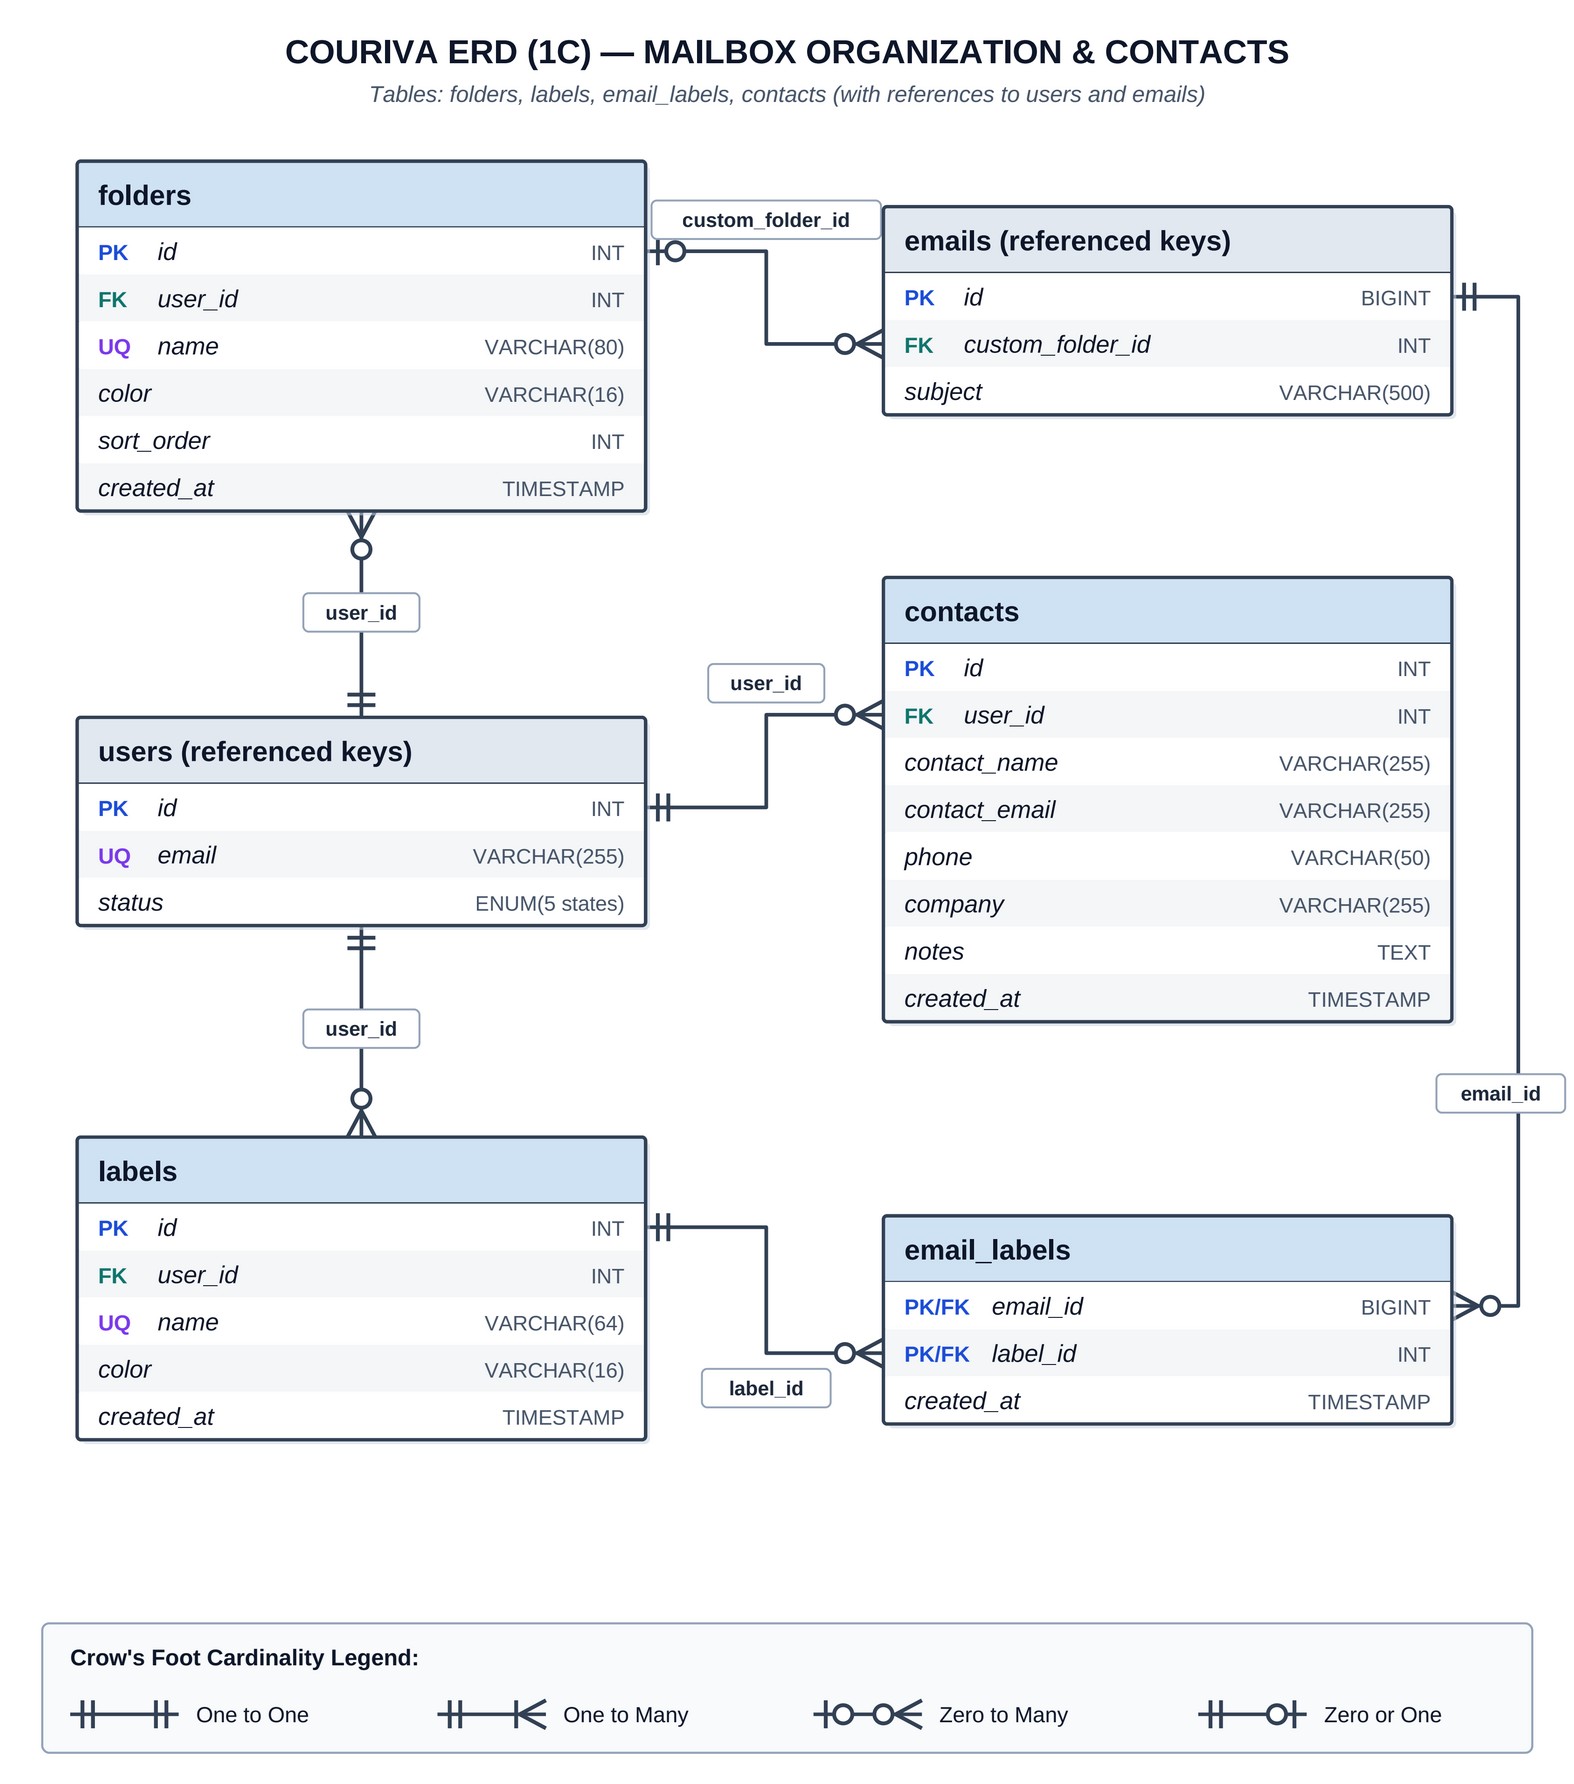 COURIVA ERD (1C) — MAILBOX ORGANIZATION & CONTACTS
Tables: folders, labels, email_labels, contacts (with references to users and emails)
folders
PK id INT
FK user_id INT
UQ name VARCHAR(80)
color VARCHAR(16)
sort_order INT
created_at TIMESTAMP
custom_folder_id
emails (referenced keys)
PK id BIGINT
FK custom_folder_id INT
subject VARCHAR(500)
user_id
users (referenced keys)
PK id INT
UQ email VARCHAR(255)
status ENUM(5 states)
user_id
contacts
PK id INT
FK user_id INT
contact_name VARCHAR(255)
contact_email VARCHAR(255)
phone VARCHAR(50)
company VARCHAR(255)
notes TEXT
created_at TIMESTAMP
user_id
email_id
labels
PK id INT
FK user_id INT
UQ name VARCHAR(64)
color VARCHAR(16)
created_at TIMESTAMP
label_id
email_labels
PK/FK email_id BIGINT
PK/FK label_id INT
created_at TIMESTAMP
Crow's Foot Cardinality Legend:
One to One
One to Many
Zero to Many
Zero or One